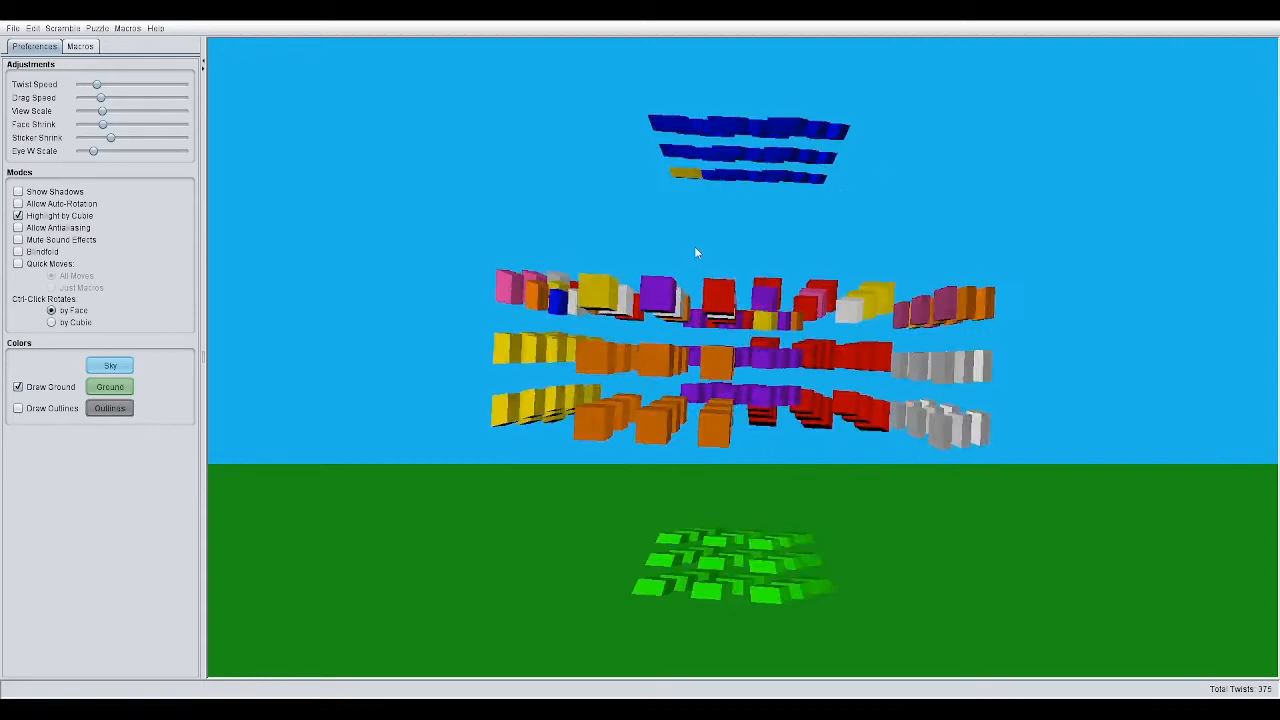 File Edit Scramble Puzzle Macros Help
Preferences Macros
Adjustments
Twist Speed
Drag Speed
View Scale
Face Shrink
Sticker Shrink
Eye W Scale
Modes
Show Shadows
Allow Auto-Rotation
Highlight by Cubie
Allow Antialiasing
Mute Sound Effects
Blindfold
Quick Moves:
All Moves
Just Macros
Ctrl-Click Rotates:
by Face
by Cubie
Colors
Sky
Draw Ground Ground
Draw Outlines Outlines
Total Twists: 375